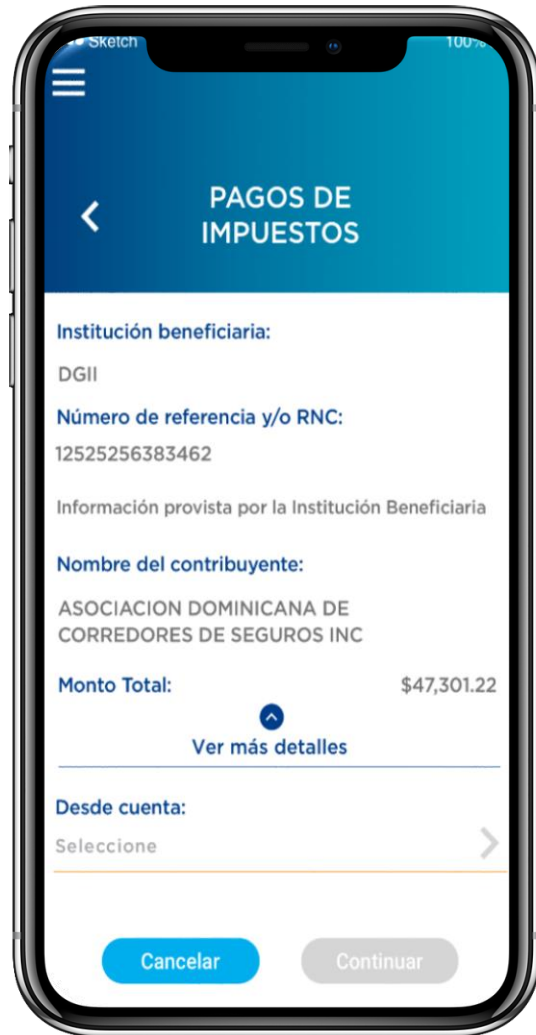 Sketch
100%
PAGOS DE
IMPUESTOS
Institución beneficiaria:
DGII
Número de referencia y/o RNC:
12525256383462
Información provista por la Institución Beneficiaria
Nombre del contribuyente:
ASOCIACION DOMINICANA DE
CORREDORES DE SEGUROS INC
Monto Total: $47,301.22
Ver más detalles
Desde cuenta:
Seleccione
Cancelar Continuar